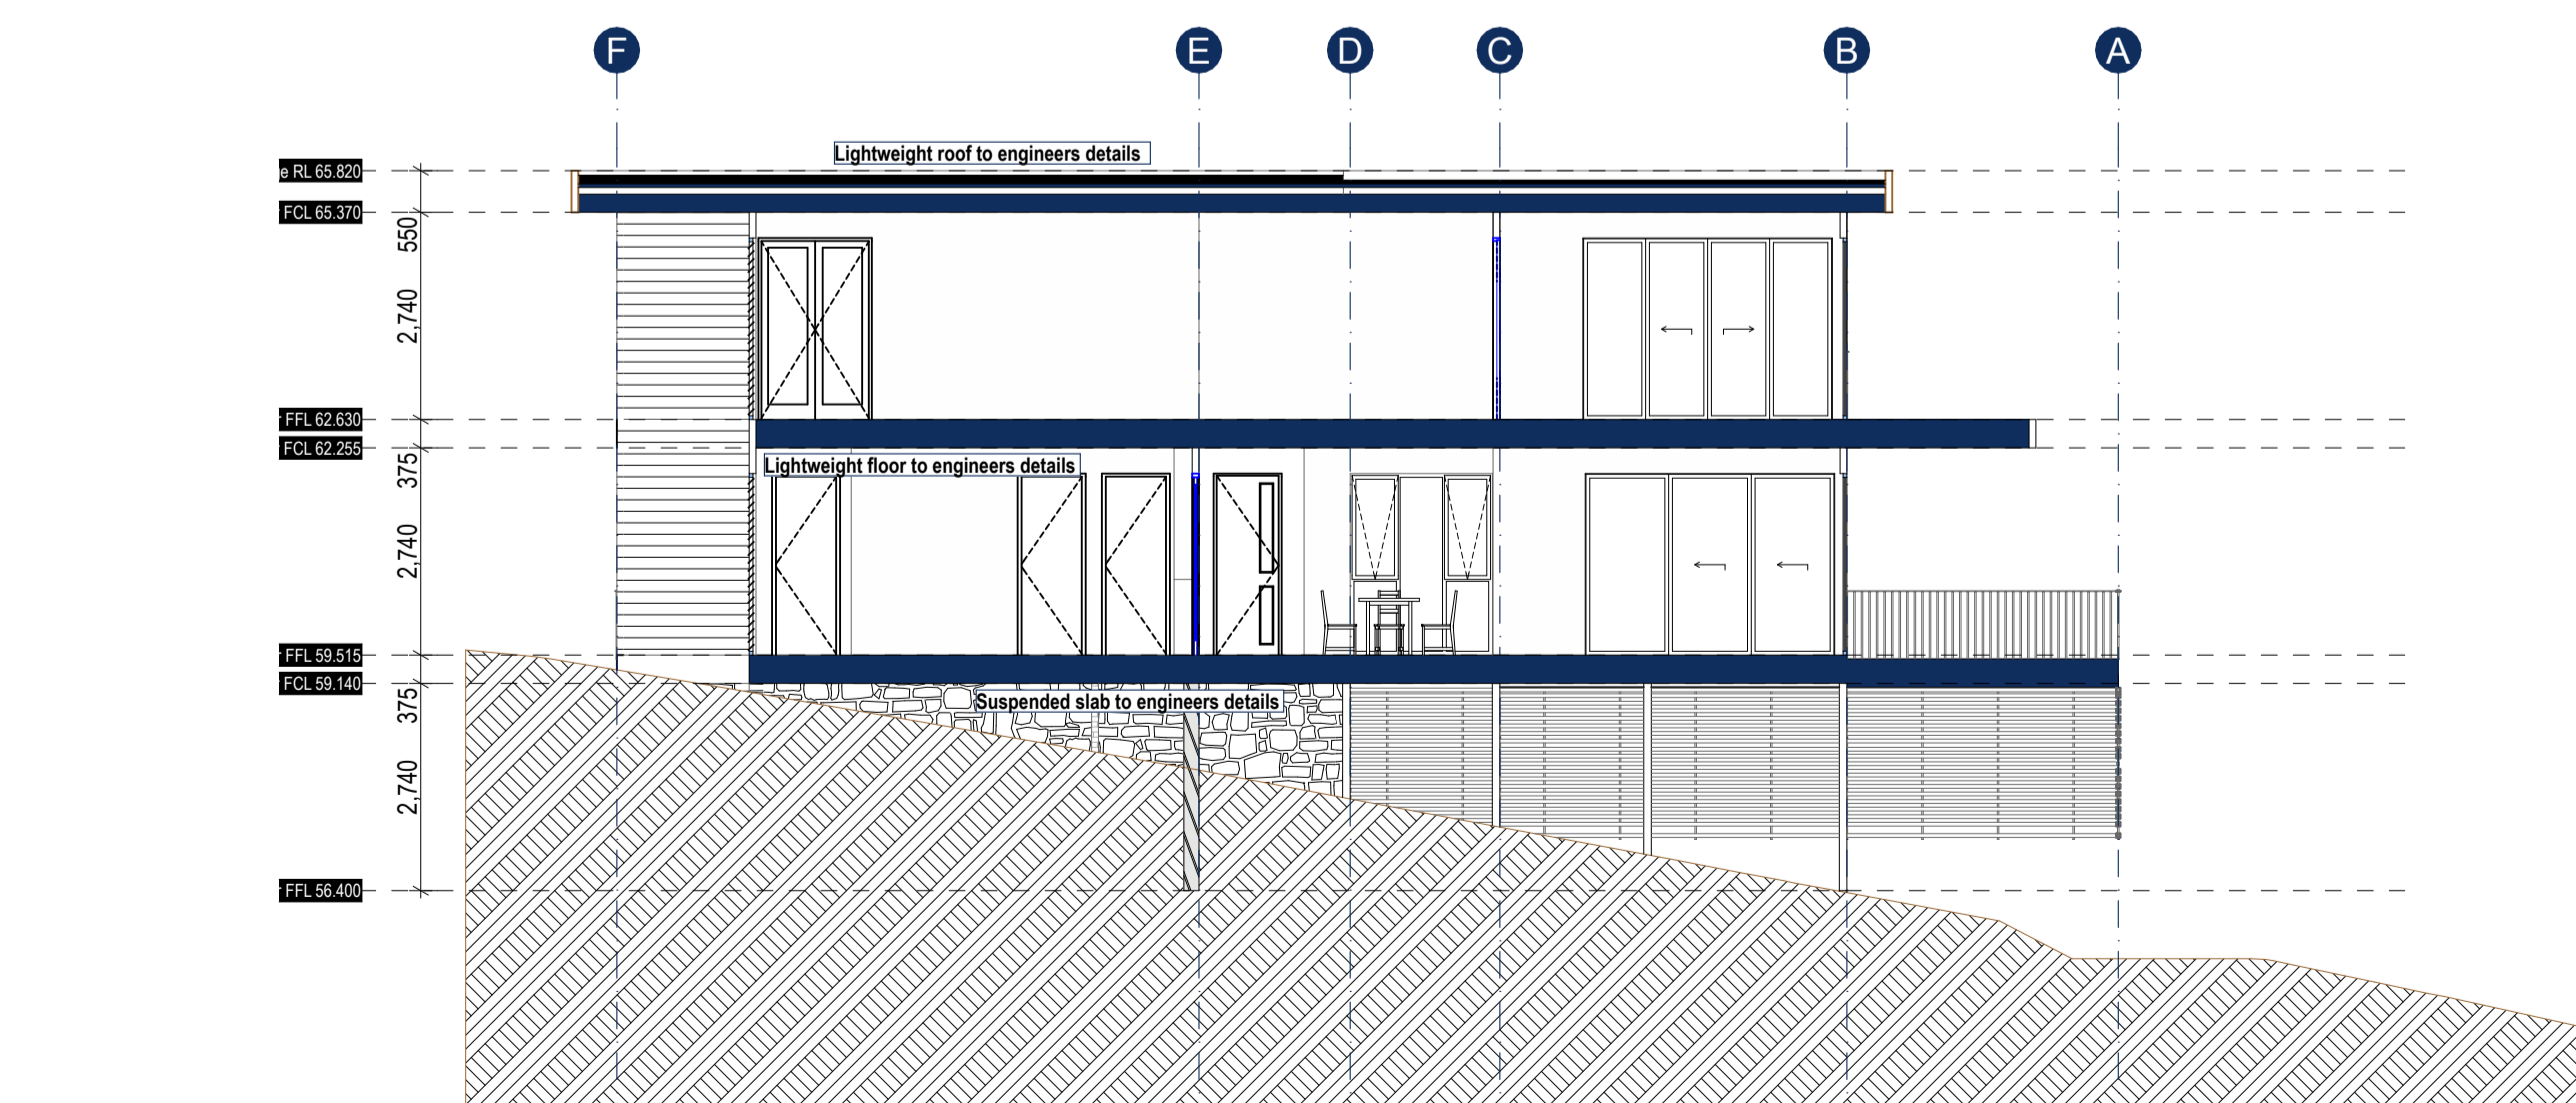 F E D C B A
Lightweight roof to engineers details
e RL 65.820
FCL 65.370
550
2,740
FFL 62.630
FCL 62.255
375
Lightweight floor to engineers details
2,740
FFL 59.515
FCL 59.140
375
Suspended slab to engineers details
2,740
FFL 56.400